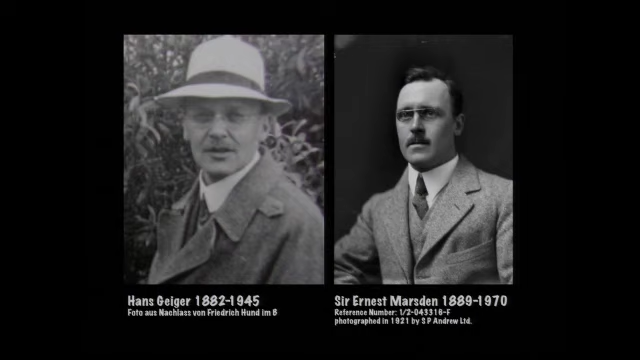 Hans Geiger 1882-1945
Foto aus Nachlass von Friedrich Hund im B
Sir Ernest Marsden 1889-1970
Reference Number: 1/2-043316-F
photographed in 1921 by S P Andrew Ltd.